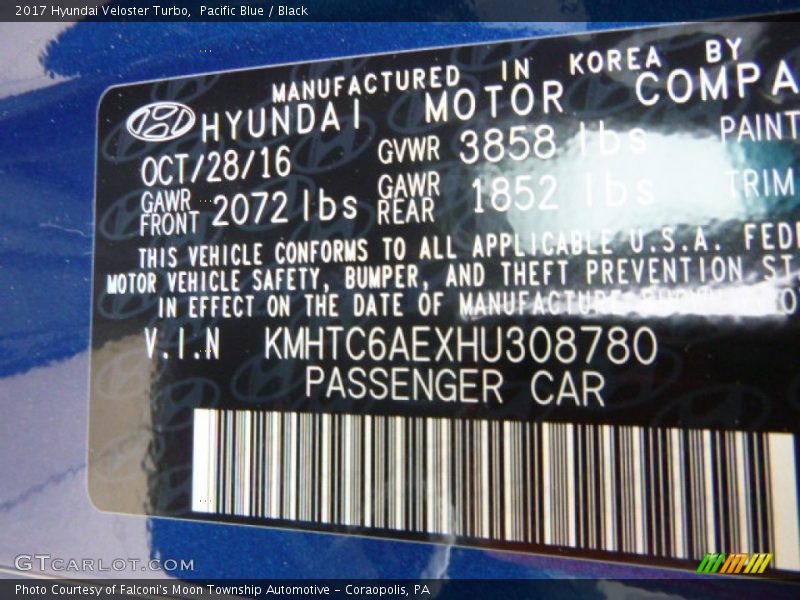 2017 Hyundai Veloster Turbo,  Pacific Blue / Black
MANUFACTURED IN KOREA BY
HYUNDAI MOTOR COMPA
OCT/28/16 GVWR 3858 lbs PAINT
GAWR FRONT 2072 lbs GAWR REAR 1852 lbs TRIM
THIS VEHICLE CONFORMS TO ALL APPLICABLE U.S.A. FEDE
MOTOR VEHICLE SAFETY, BUMPER, AND THEFT PREVENTION ST
IN EFFECT ON THE DATE OF MANUFACTURE
V.I.N KMHTC6AEXHU308780
PASSENGER CAR
GTcarlot.com
Photo Courtesy of Falconi's Moon Township Automotive - Coraopolis, PA